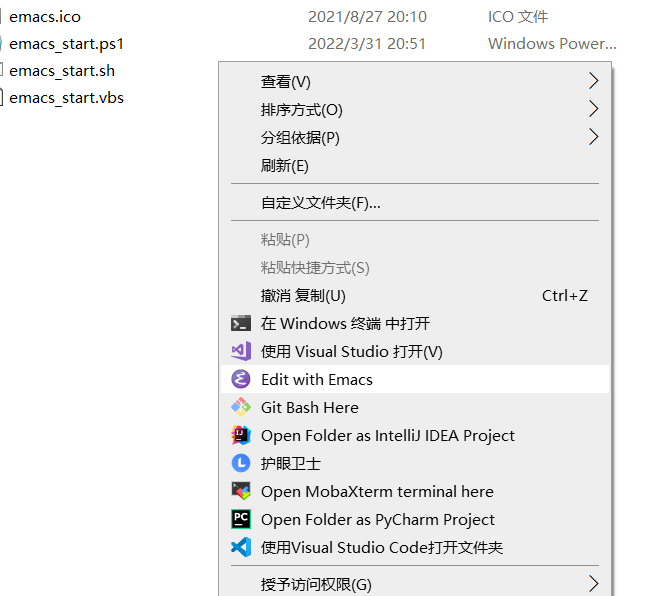 emacs.ico 2021/8/27 20:10 ICO 文件
emacs_start.ps1 2022/3/31 20:51 Windows Power...
emacs_start.sh
emacs_start.vbs
查看(V)
排序方式(O)
分组依据(P)
刷新(E)
自定义文件夹(F)...
粘贴(P)
粘贴快捷方式(S)
撤消 复制(U) Ctrl+Z
在 Windows 终端 中打开
使用 Visual Studio 打开(V)
Edit with Emacs
Git Bash Here
Open Folder as IntelliJ IDEA Project
护眼卫士
Open MobaXterm terminal here
PC Open Folder as PyCharm Project
使用Visual Studio Code打开文件夹
授予访问权限(G)